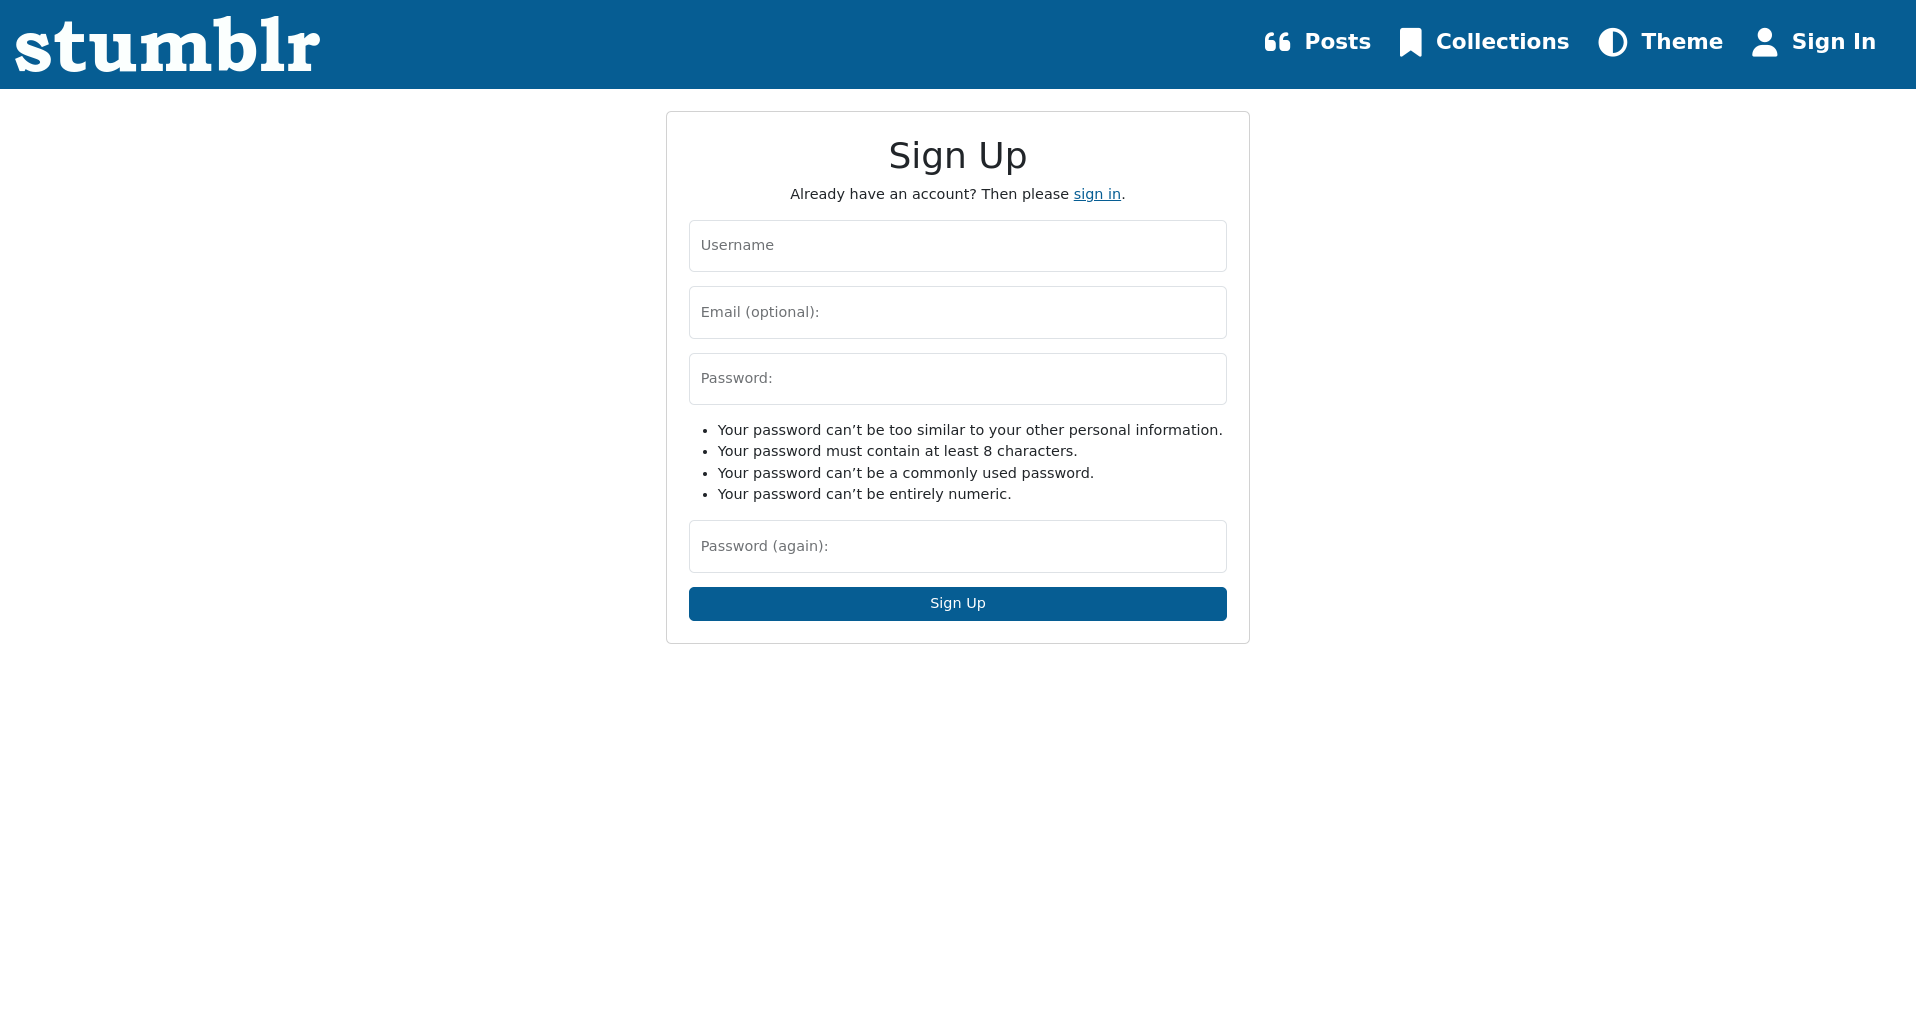 stumblr
Posts
Collections
Theme
Sign In
Sign Up
Already have an account? Then please sign in.
Username
Email (optional):
Password:
• Your password can’t be too similar to your other personal information.
• Your password must contain at least 8 characters.
• Your password can’t be a commonly used password.
• Your password can’t be entirely numeric.
Password (again):
Sign Up